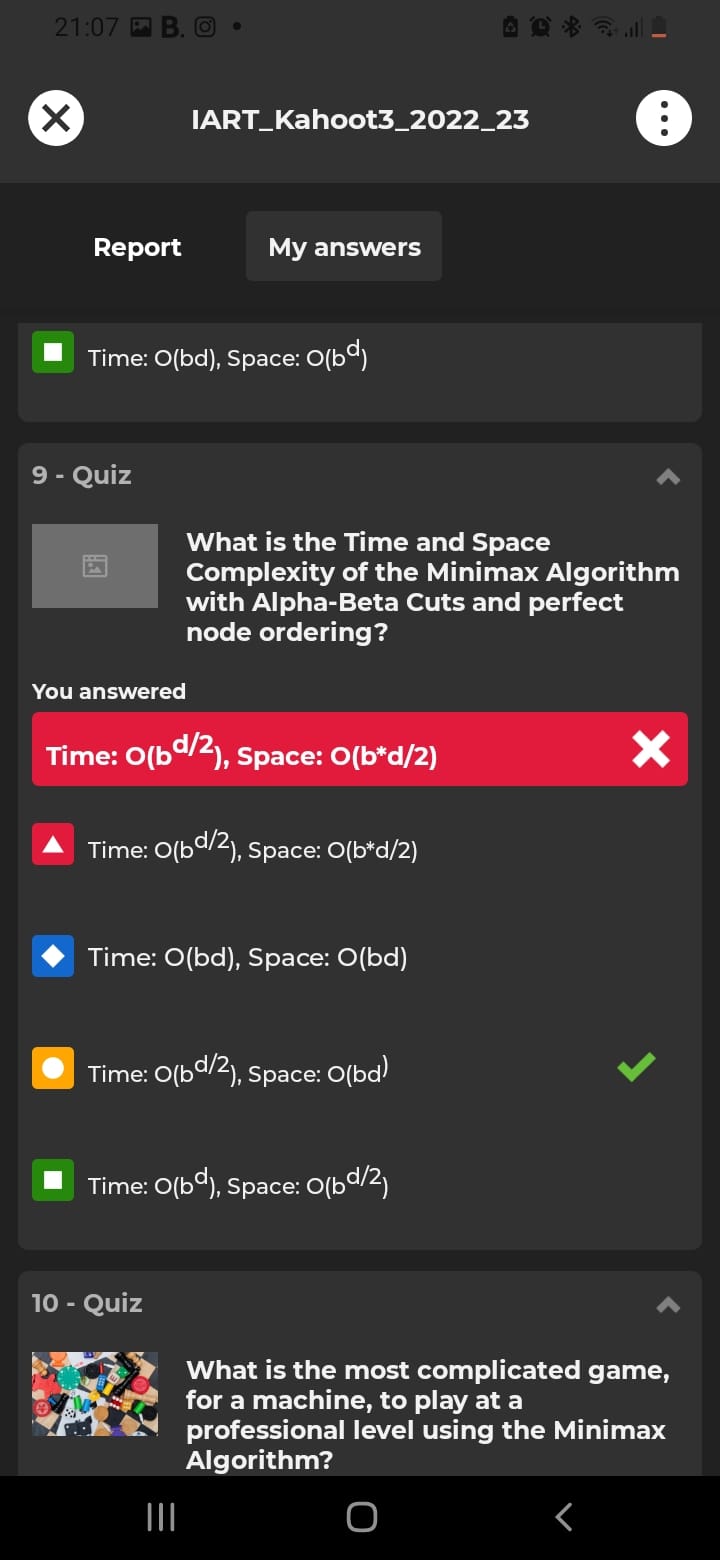 21:07 B.
IART_Kahoot3_2022_23
Report My answers
Time: O(bd), Space: O(b^d)
9 - Quiz
What is the Time and Space
Complexity of the Minimax Algorithm
with Alpha-Beta Cuts and perfect
node ordering?
You answered
Time: O(b^d/2), Space: O(b*d/2)
Time: O(b^d/2), Space: O(b*d/2)
Time: O(bd), Space: O(bd)
Time: O(b^d/2), Space: O(bd)
Time: O(b^d), Space: O(b^d/2)
10 - Quiz
What is the most complicated game,
for a machine, to play at a
professional level using the Minimax
Algorithm?